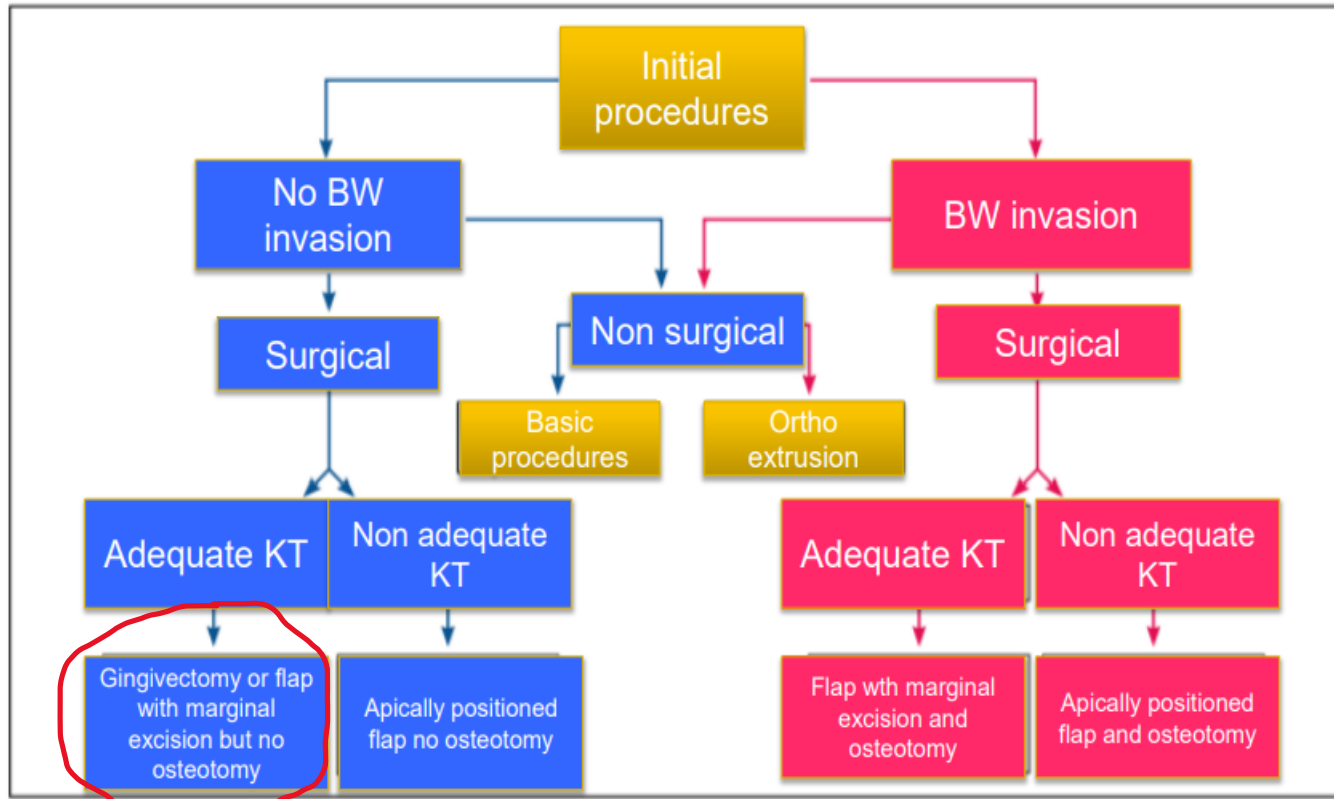 Initial
procedures
No BW
invasion
BW invasion
Non surgical
Surgical
Surgical
Basic
procedures
Ortho
extrusion
Adequate KT
Non adequate
KT
Adequate KT
Non adequate
KT
Gingivectomy or flap
with marginal
excision but no
osteotomy
Apically positioned
flap no osteotomy
Flap wth marginal
excision and
osteotomy
Apically positioned
flap and osteotomy